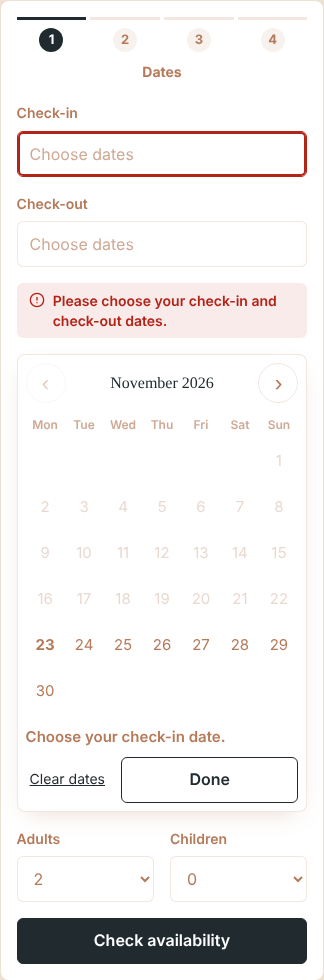 1 2 3 4
Dates
Check-in
Choose dates
Check-out
Choose dates
Please choose your check-in and
check-out dates.
‹ November 2026 ›
Mon Tue Wed Thu Fri Sat Sun
1
2 3 4 5 6 7 8
9 10 11 12 13 14 15
16 17 18 19 20 21 22
23 24 25 26 27 28 29
30
Choose your check-in date.
Clear dates Done
Adults Children
2 0
Check availability